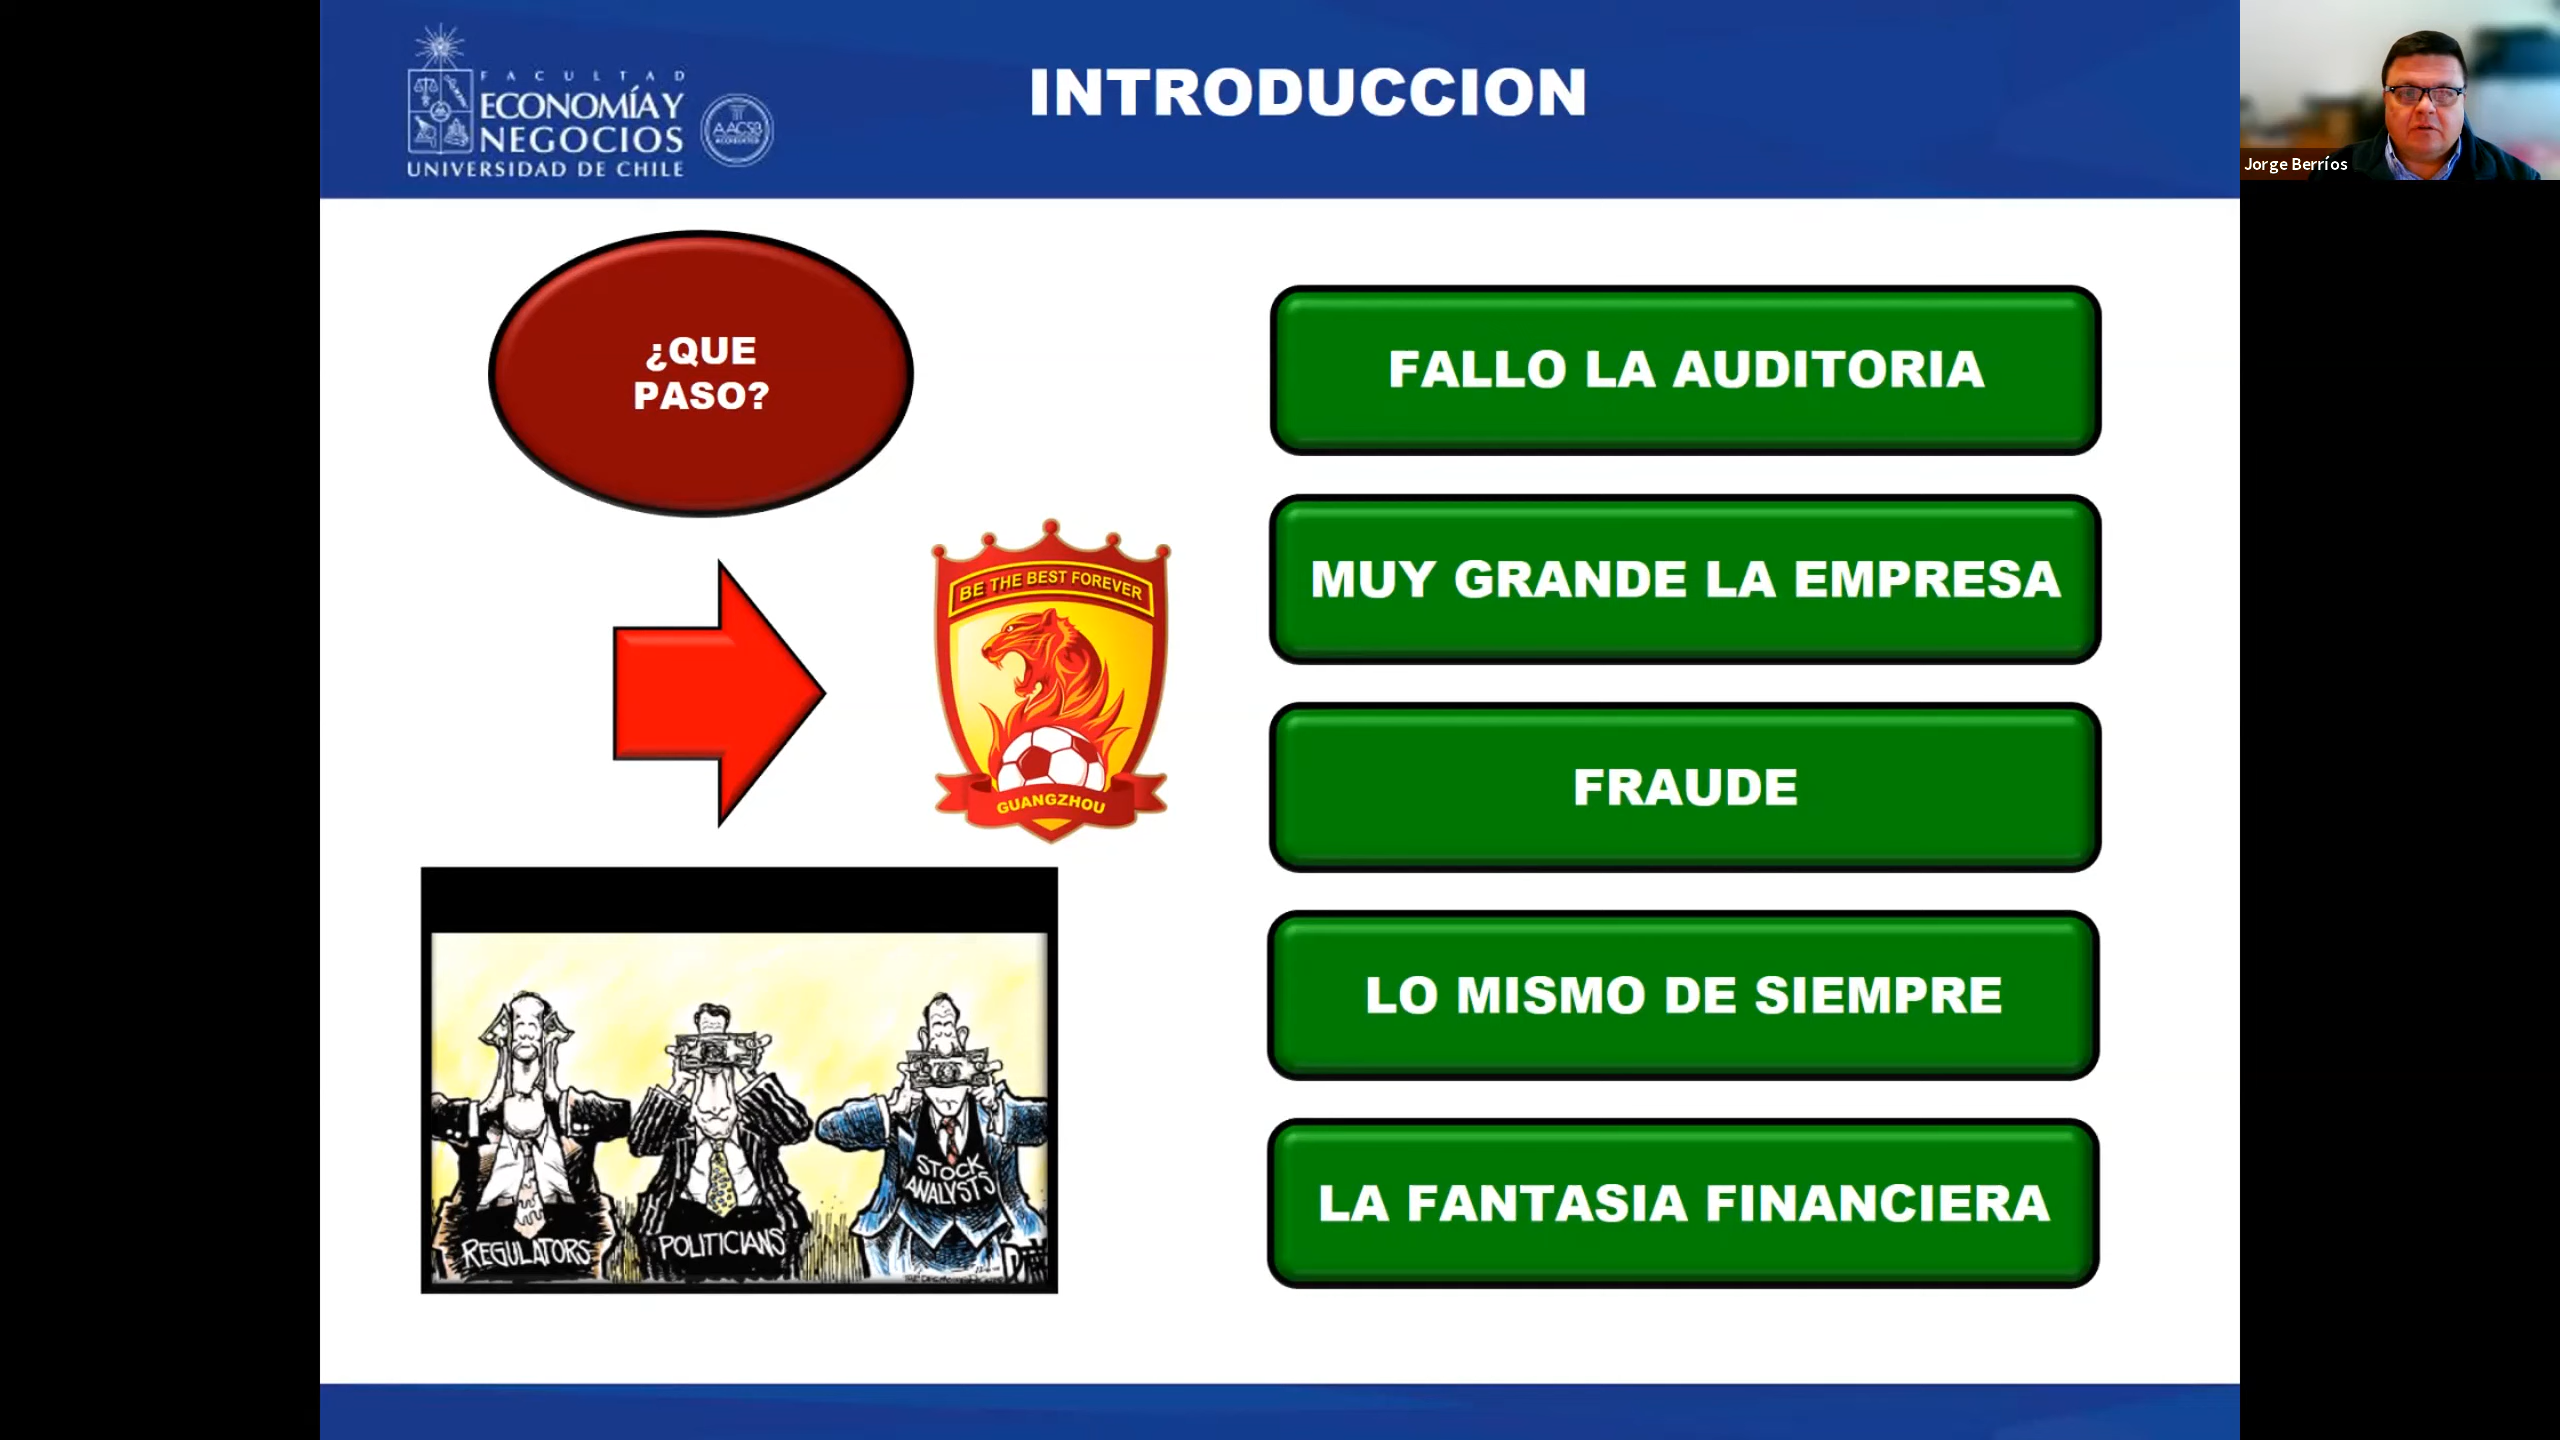 FACULTAD
ECONOMÍA Y
NEGOCIOS
UNIVERSIDAD DE CHILE
AACSB
ACCREDITED
INTRODUCCION
Jorge Berríos
¿QUE
PASO?
BE THE BEST FOREVER
GUANGZHOU
REGULATORS
POLITICIANS
STOCK
ANALYSTS
FALLO LA AUDITORIA
MUY GRANDE LA EMPRESA
FRAUDE
LO MISMO DE SIEMPRE
LA FANTASIA FINANCIERA